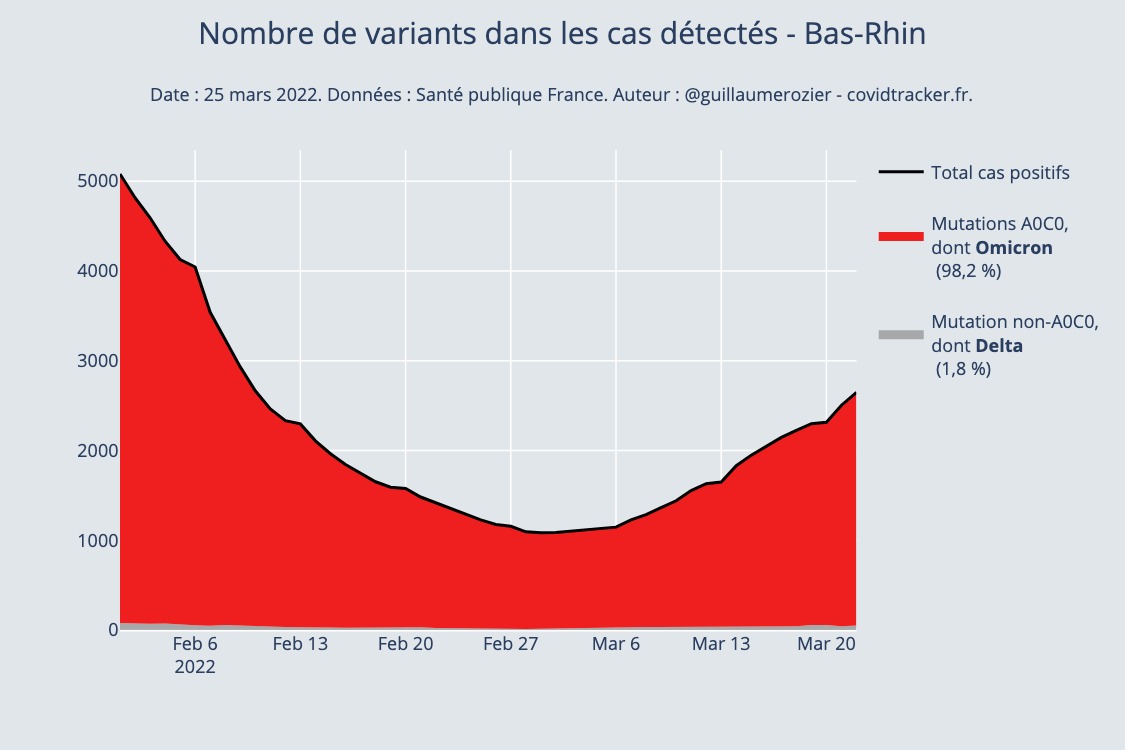 Nombre de variants dans les cas détectés - Bas-Rhin
Date : 25 mars 2022. Données : Santé publique France. Auteur : @guillaumerozier - covidtracker.fr.
5000
4000
3000
2000
1000
0
Feb 6
2022
Feb 13
Feb 20
Feb 27
Mar 6
Mar 13
Mar 20
Total cas positifs
Mutations A0C0,
dont Omicron
(98,2 %)
Mutation non-A0C0,
dont Delta
(1,8 %)